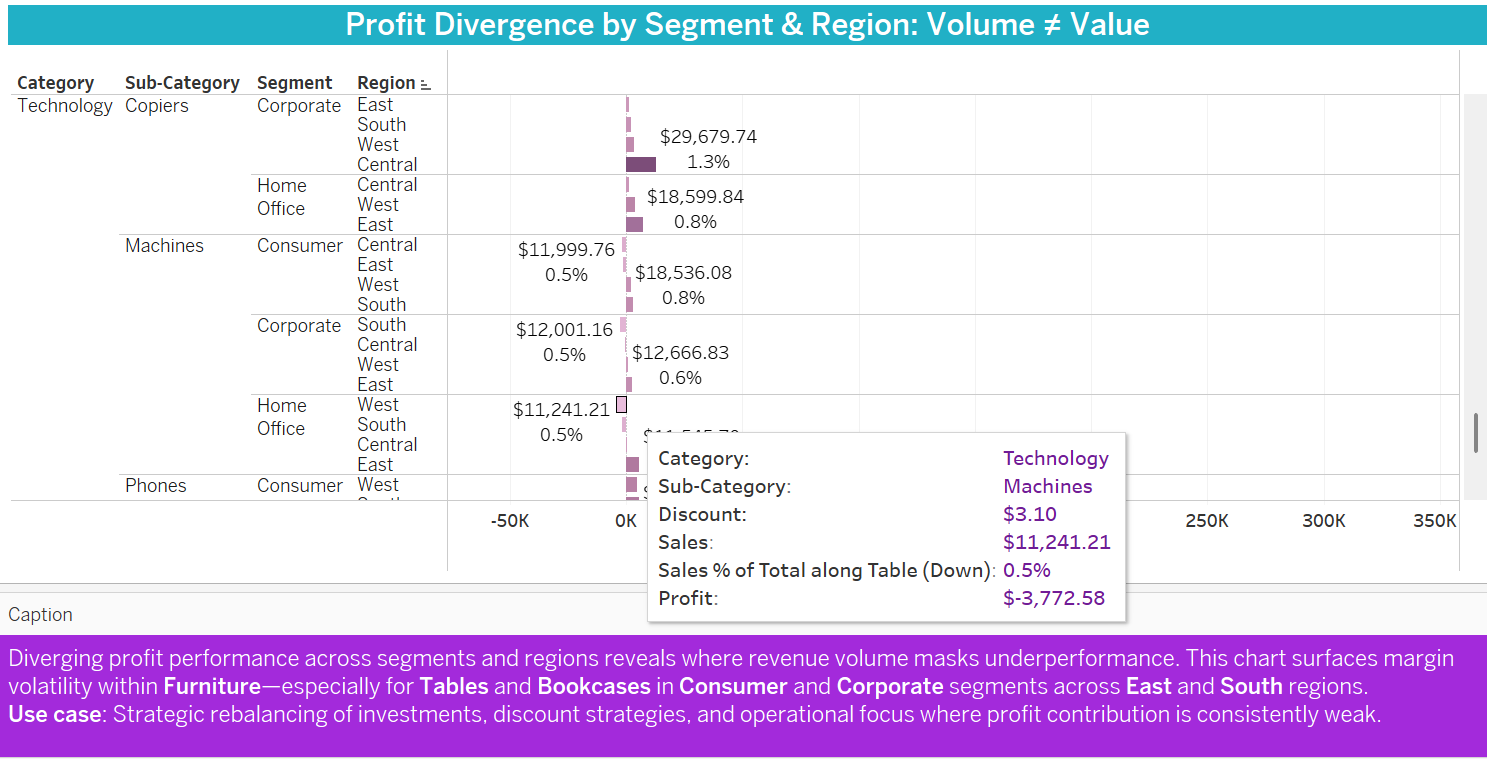 Profit Divergence by Segment & Region: Volume ≠ Value
Category Sub-Category Segment Region
Technology Copiers Corporate East
South
West
Central
$29,679.74
1.3%
Home Office
Central
West
East
$18,599.84
0.8%
Machines Consumer Central
East
West
South
$11,999.76
0.5%
$18,536.08
0.8%
Corporate South
Central
West
East
$12,001.16
0.5%
$12,666.83
0.6%
Home Office
West
South
Central
East
$11,241.21
0.5%
Phones Consumer West
-50K 0K 250K 300K 350K
Category: Technology
Sub-Category: Machines
Discount: $3.10
Sales: $11,241.21
Sales % of Total along Table (Down): 0.5%
Profit: $-3,772.58
Caption
Diverging profit performance across segments and regions reveals where revenue volume masks underperformance. This chart surfaces margin
volatility within Furniture—especially for Tables and Bookcases in Consumer and Corporate segments across East and South regions.
Use case: Strategic rebalancing of investments, discount strategies, and operational focus where profit contribution is consistently weak.